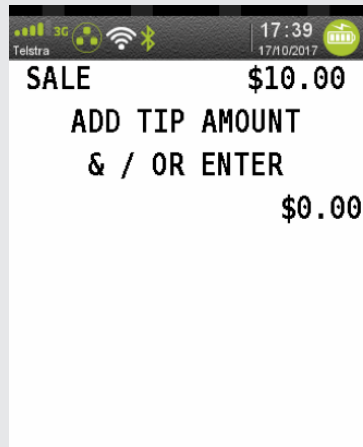 3G 17:39
Telstra 17/10/2017
SALE $10.00
ADD TIP AMOUNT
& / OR ENTER
$0.00